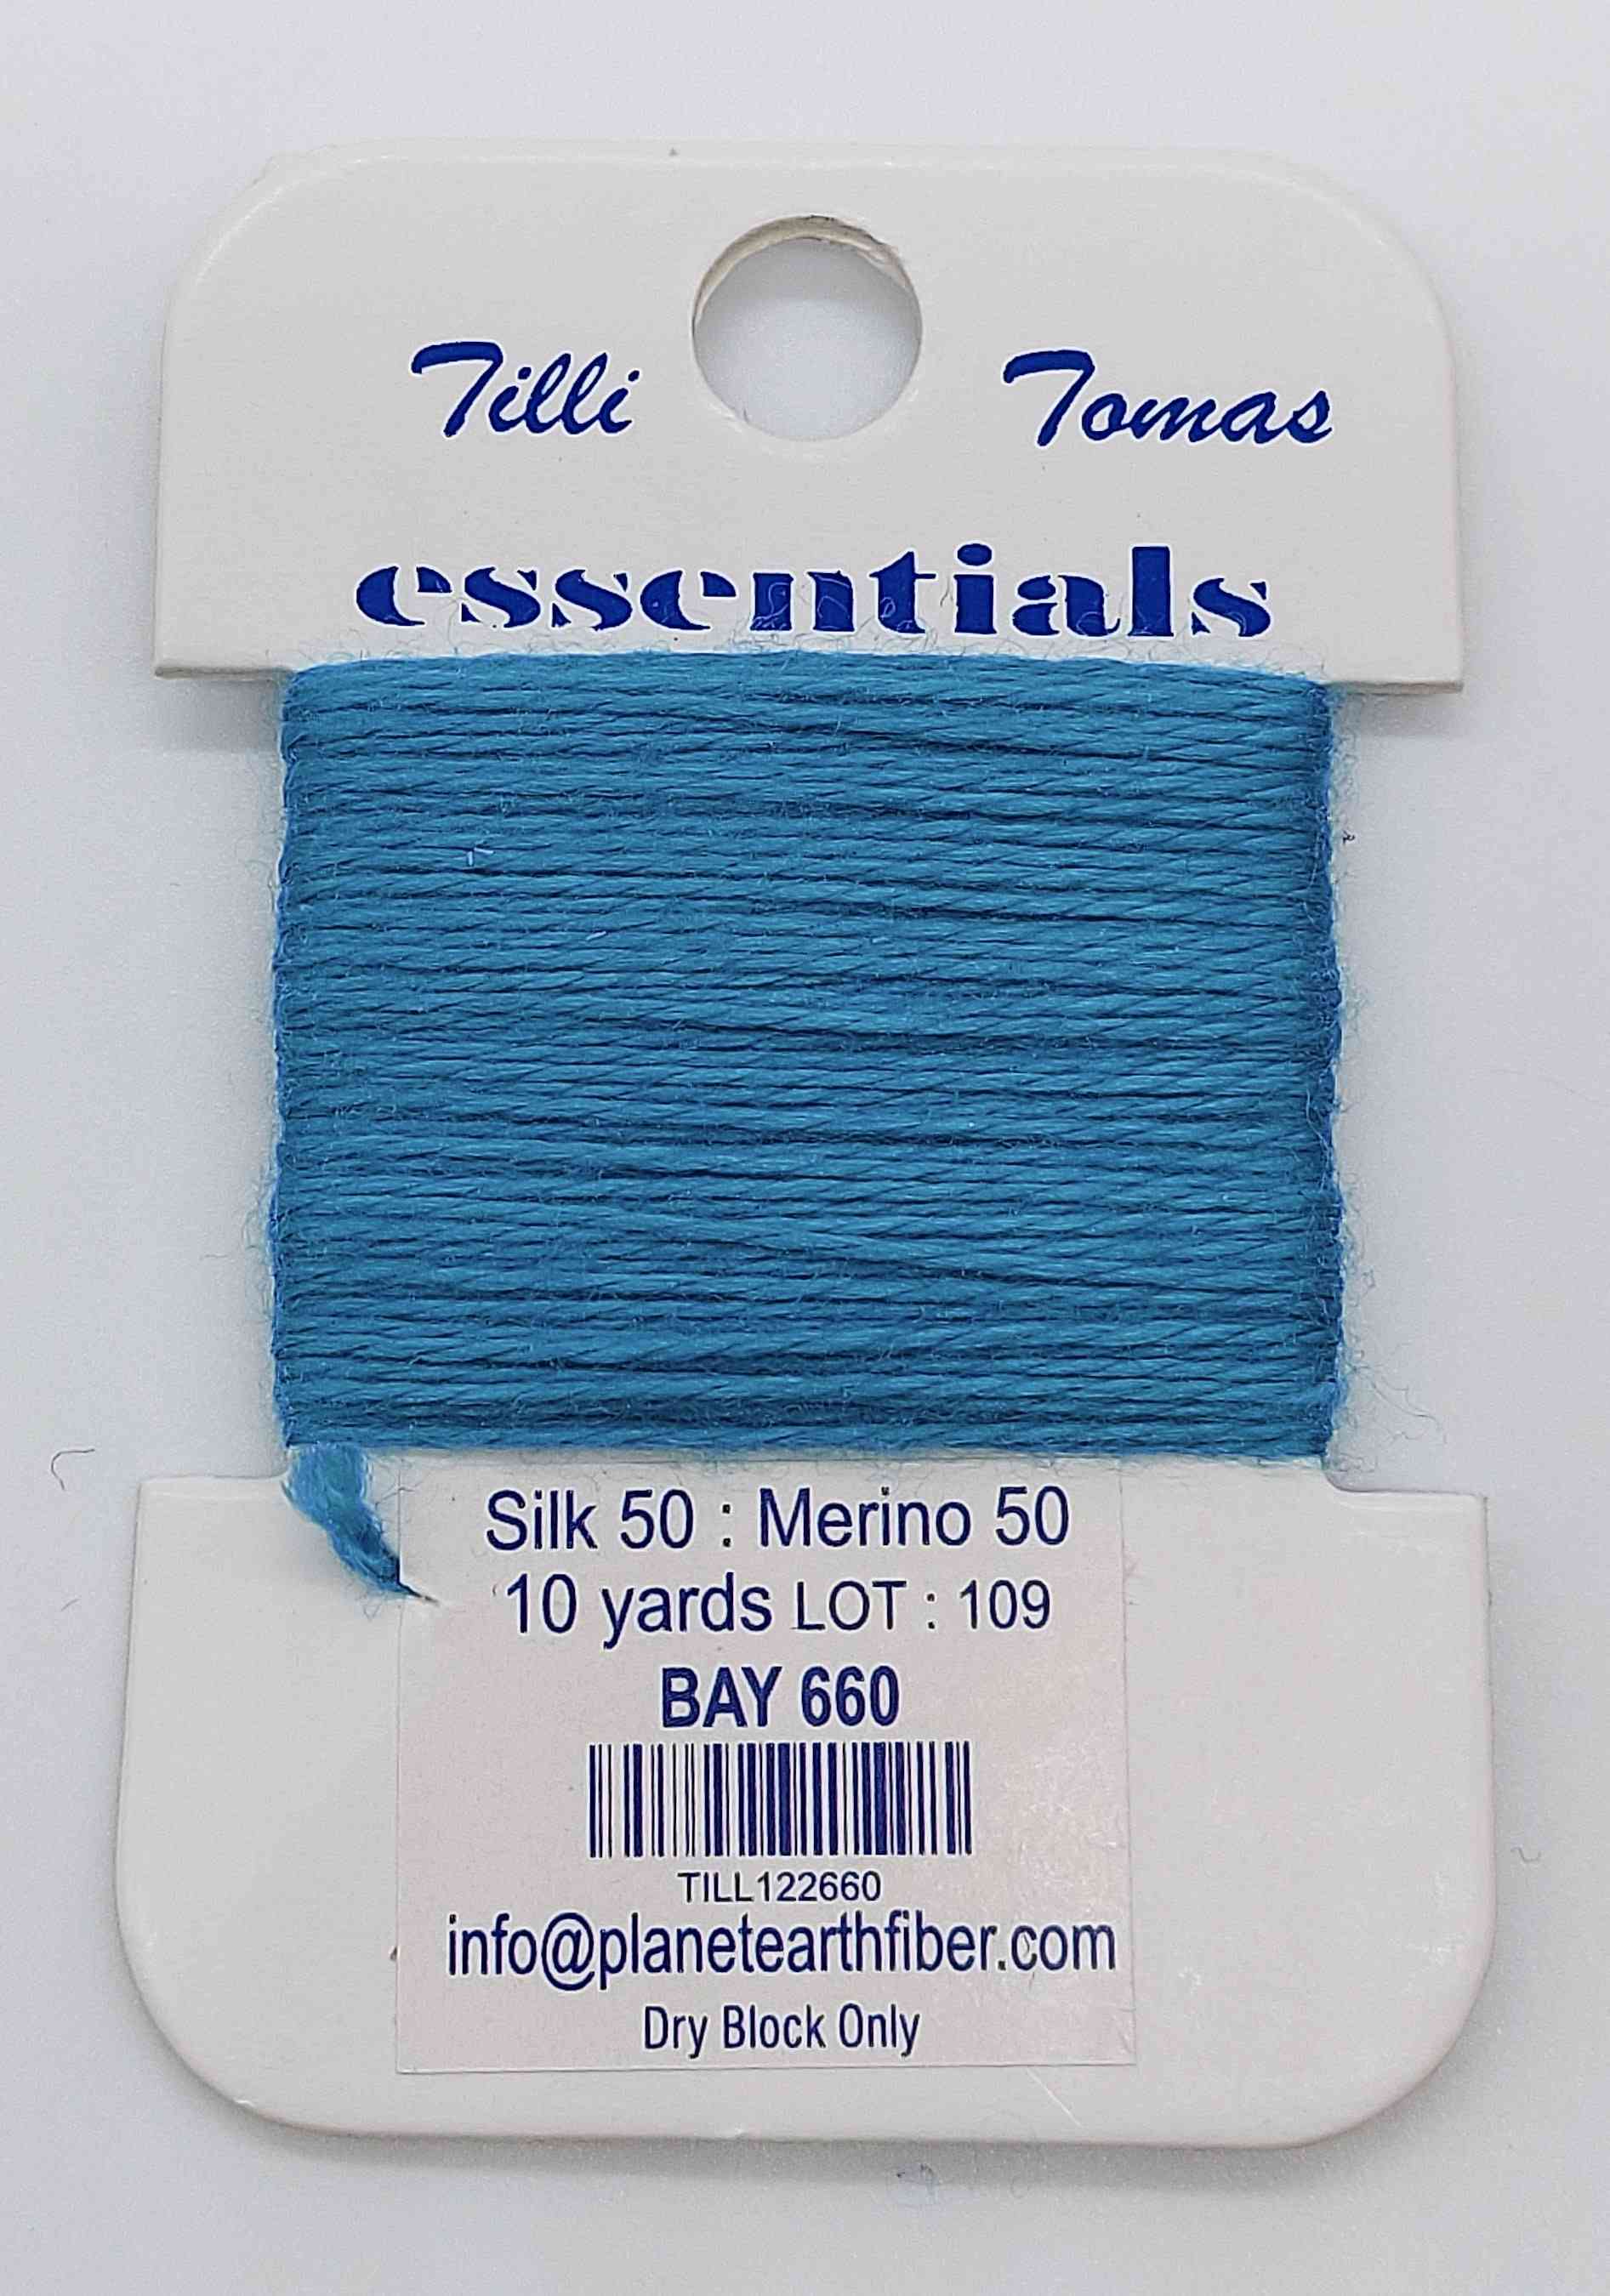 Tilli Tomas
essentials
Silk 50 : Merino 50
10 yards LOT : 109
BAY 660
TILL122660
info@planetearthfiber.com
Dry Block Only